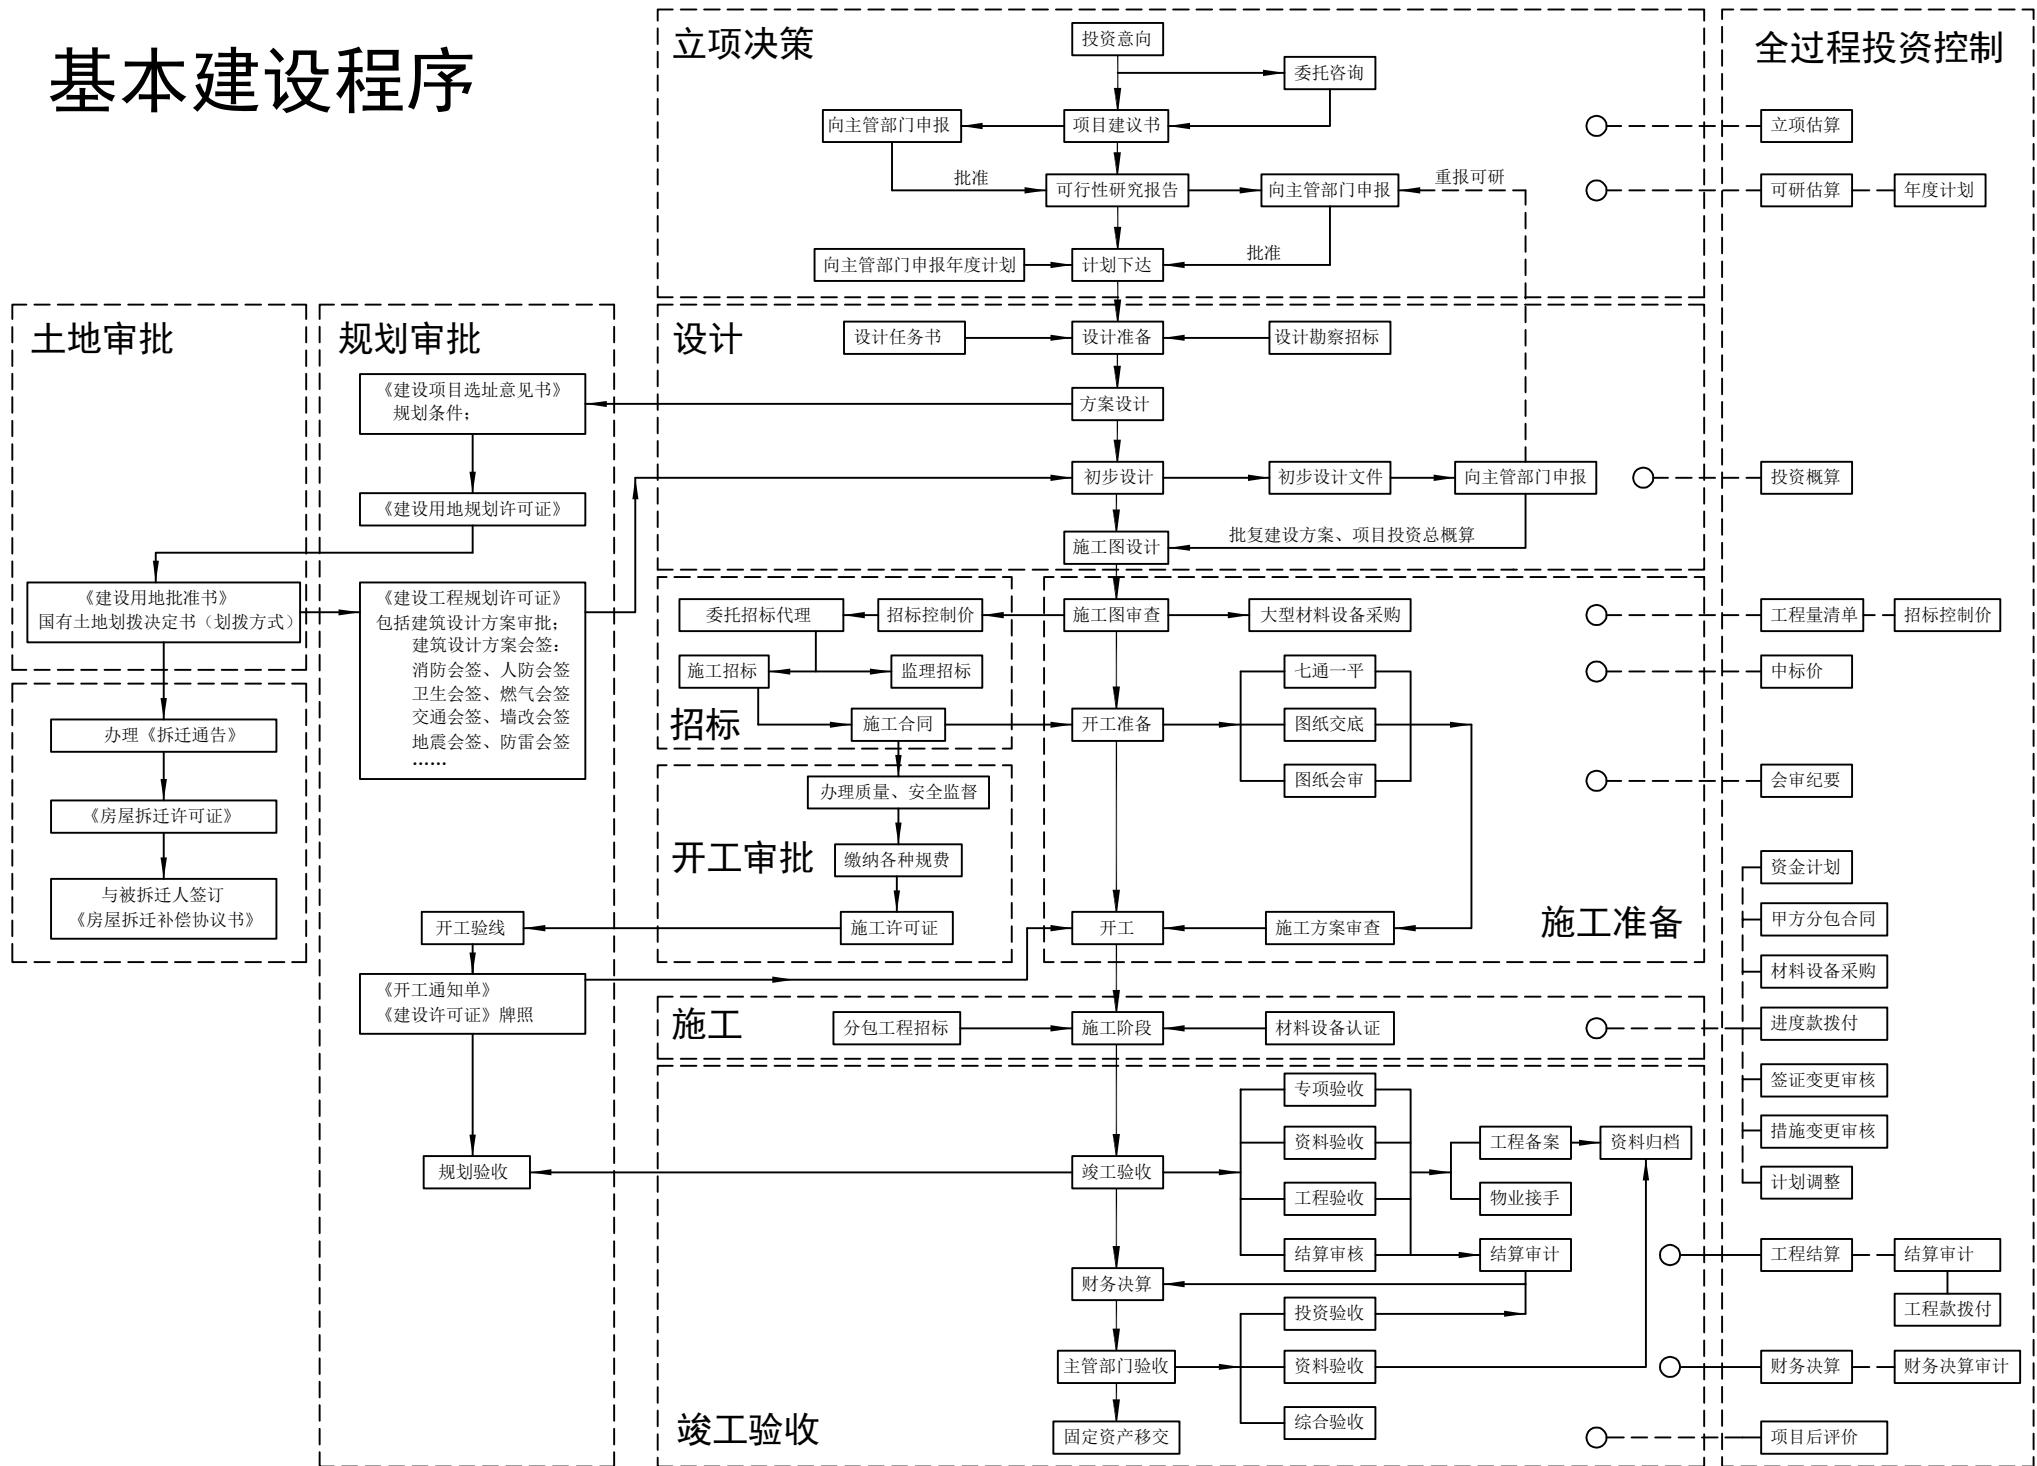 基本建设程序
立项决策
投资意向
委托咨询
向主管部门申报
项目建议书
批准
可行性研究报告
向主管部门申报
重报可研
向主管部门申报年度计划
计划下达
批准
设计
设计任务书
设计准备
设计勘察招标
方案设计
初步设计
初步设计文件
向主管部门申报
批复建设方案、项目投资总概算
施工图设计
土地审批
《建设用地批准书》
国有土地划拨决定书（划拨方式）
办理《拆迁通告》
《房屋拆迁许可证》
与被拆迁人签订
《房屋拆迁补偿协议书》
规划审批
《建设项目选址意见书》
规划条件；
《建设用地规划许可证》
《建设工程规划许可证》
包括建筑设计方案审批；
建筑设计方案会签：
消防会签、人防会签
卫生会签、燃气会签
交通会签、墙改会签
地震会签、防雷会签
……
开工验线
《开工通知单》
《建设许可证》牌照
规划验收
委托招标代理
招标控制价
施工招标
监理招标
招标
施工合同
办理质量、安全监督
开工审批
缴纳各种规费
施工许可证
施工图审查
大型材料设备采购
七通一平
开工准备
图纸交底
图纸会审
开工
施工方案审查
施工准备
施工
分包工程招标
施工阶段
材料设备认证
专项验收
资料验收
工程备案
资料归档
竣工验收
工程验收
物业接手
结算审核
结算审计
财务决算
投资验收
主管部门验收
资料验收
综合验收
竣工验收
固定资产移交
全过程投资控制
立项估算
可研估算
年度计划
投资概算
工程量清单
招标控制价
中标价
会审纪要
资金计划
甲方分包合同
材料设备采购
进度款拨付
签证变更审核
措施变更审核
计划调整
工程结算
结算审计
工程款拨付
财务决算
财务决算审计
项目后评价